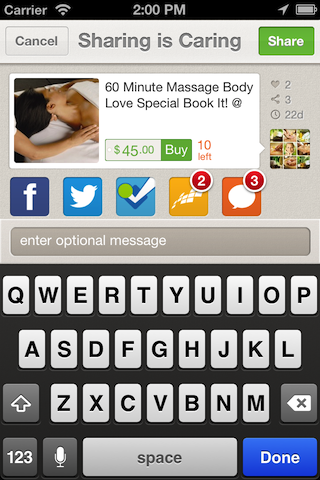 Carrier 2:00 PM
Cancel Sharing is Caring Share
60 Minute Massage Body
Love Special Book It! @
$45.00 Buy 10
left
2
3
22d
f
2 3
enter optional message
Q W E R T Y U I O P
A S D F G H J K L
Z X C V B N M
123 space Done